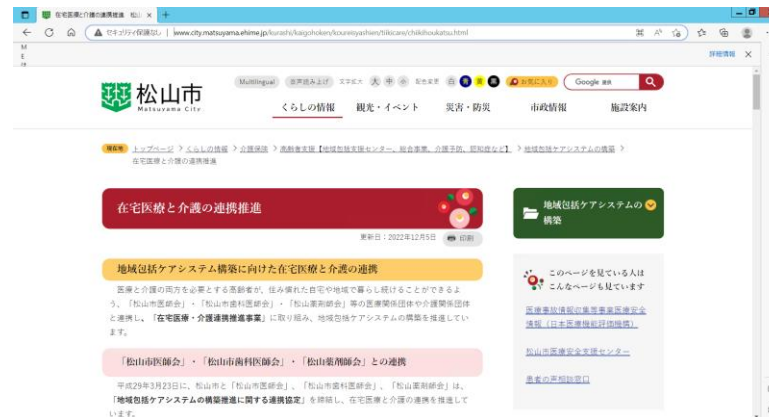 在宅医療と介護の連携推進 松山
セキュリティ保護なし | www.city.matsuyama.ehime.jp/kurashi/kaigohoken/koureisyashien/tiikicare/chiikihoukatsu.html
詳細情報
松山市
Matsuyama City
Multilingual 音声読み上げ 文字拡大 大 中 小 配色変更 白 青 黄 黒 お気に入り Google 検索
くらしの情報 観光・イベント 災害・防災 市政情報 施設案内
現在地 トップページ > くらしの情報 > 介護保険 > 高齢者支援【地域包括支援センター、総合事業、介護予防、認知症など】 > 地域包括ケアシステムの構築 >
在宅医療と介護の連携推進
在宅医療と介護の連携推進
更新日：2022年12月5日 印刷
地域包括ケアシステム構築に向けた在宅医療と介護の連携
医療と介護の両方を必要とする高齢者が、住み慣れた自宅や地域で暮らし続けることができるよ
う、「松山市医師会」・「松山市歯科医師会」・「松山薬剤師会」等の医療関係団体や介護関係団体
と連携し、「在宅医療・介護連携推進事業」に取り組み、地域包括ケアシステムの構築を推進してい
ます。
「松山市医師会」・「松山市歯科医師会」・「松山薬剤師会」との連携
平成29年3月23日に、松山市と「松山市医師会」、「松山市歯科医師会」、「松山薬剤師会」は、
「地域包括ケアシステムの構築推進に関する連携協定」を締結し、在宅医療と介護の連携を推進して
います。
地域包括ケアシステムの
構築
このページを見ている人は
こんなページも見ています
医療事故情報収集等事業医療安全
情報（日本医療機能評価機構）
松山市医療安全支援センター
患者の声相談窓口